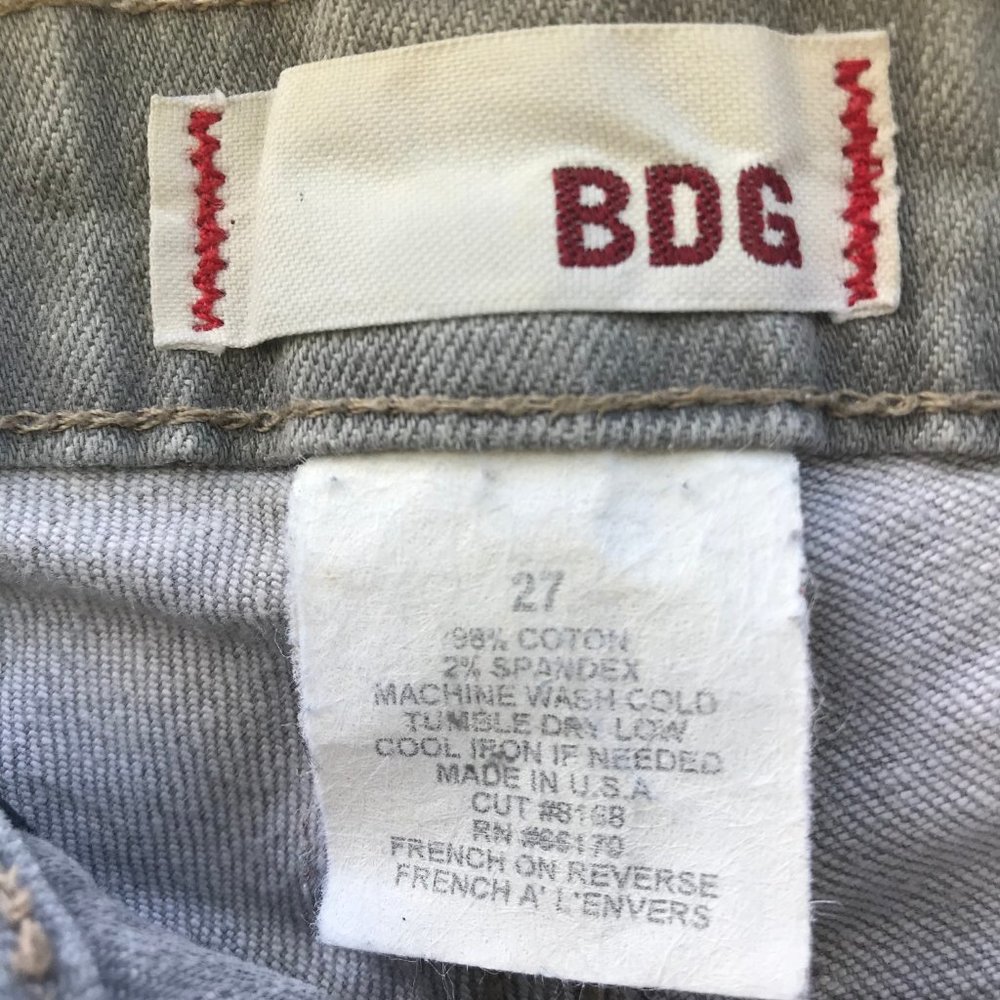 BDG
27
98% COTON
2% SPANDEX
MACHINE WASH COLD
TUMBLE DRY LOW
COOL IRON IF NEEDED
MADE IN U.S.A
CUT
RN #66170
FRENCH ON REVERSE
FRENCH A' L'ENVERS